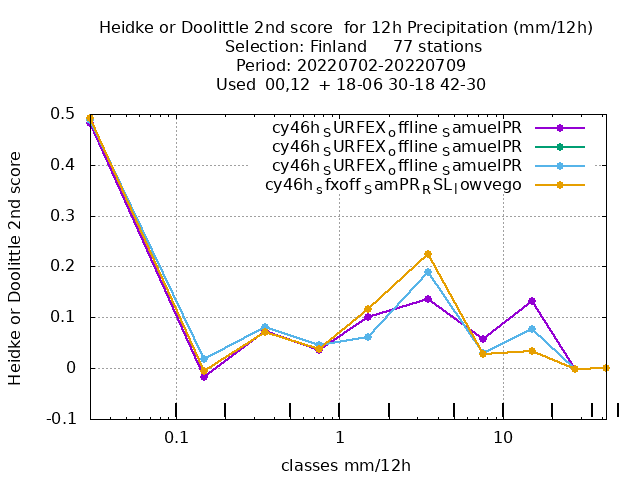 Heidke or Doolittle 2nd score for 12h Precipitation (mm/12h)
Selection: Finland 77 stations
Period: 20220702-20220709
Used 00,12 + 18-06 30-18 42-30
0.5
0.4
0.3
0.2
0.1
0
-0.1
Heidke or Doolittle 2nd score
cy46h_SURFEX_offline_SamuelPR
cy46h_SURFEX_offline_SamuelPR
cy46h_SURFEX_offline_SamuelPR
cy46h_sfxoff_SamPR_RSL_lowvego
0.1 1 10
classes mm/12h